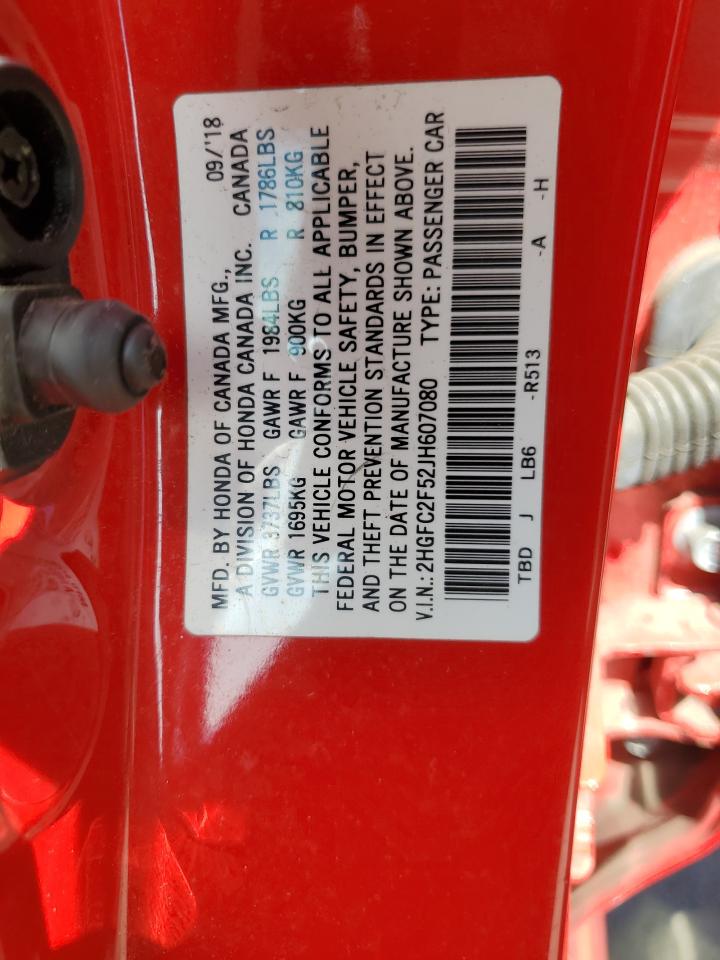 MFD. BY HONDA OF CANADA MFG., 09/'18
A DIVISION OF HONDA CANADA INC. CANADA
GVWR 3737LBS GAWR F 1984LBS R 1786LBS
GVWR 1695KG GAWR F 900KG R 810KG
THIS VEHICLE CONFORMS TO ALL APPLICABLE
FEDERAL MOTOR VEHICLE SAFETY, BUMPER,
AND THEFT PREVENTION STANDARDS IN EFFECT
ON THE DATE OF MANUFACTURE SHOWN ABOVE.
V.I.N.: 2HGFC2F52JH607080 TYPE: PASSENGER CAR
TBD J LB6 -R513 -A -H